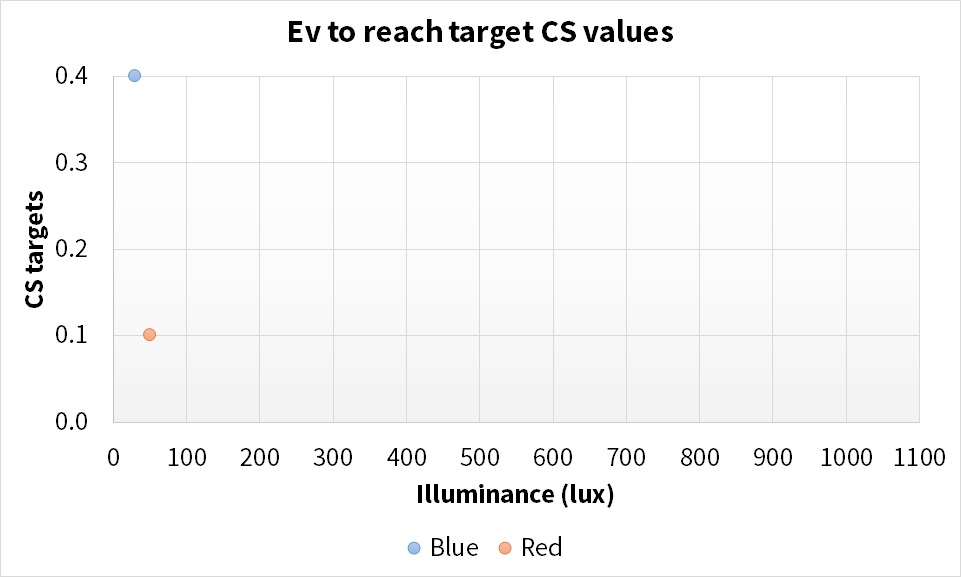 Ev to reach target CS values
0.4
0.3
0.2
0.1
0.0
CS targets
0 100 200 300 400 500 600 700 800 900 1000 1100
Illuminance (lux)
Blue Red